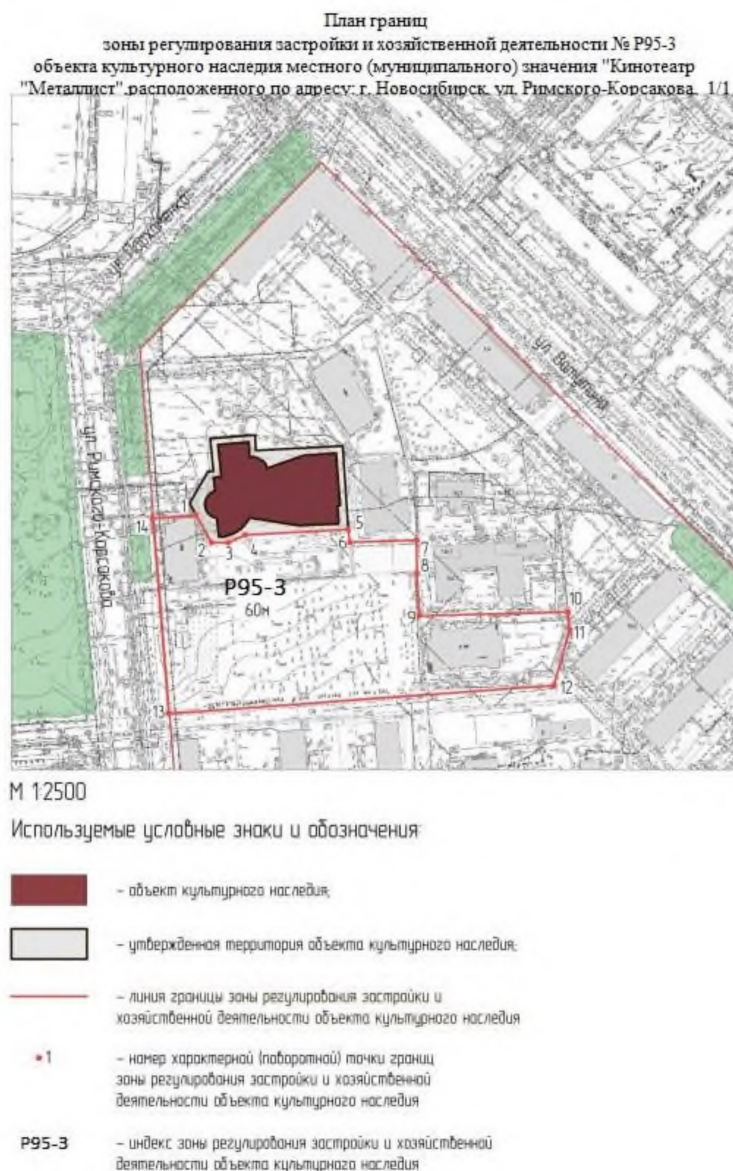 План границ
зоны регулирования застройки и хозяйственной деятельности № Р95-3
объекта культурного наследия местного (муниципального) значения "Кинотеатр
"Металлист",расположенного по адресу: г. Новосибирск, ул. Римского-Корсакова, 1/1
ул. Ватутина
ул. Римского-Корсакова
14
1
2
3
4
5
6
7
8
9
10
11
12
13
Р95-3
60м
М 1:2500
Используемые условные знаки и обозначения:
– объект культурного наследия;
– утвержденная территория объекта культурного наследия;
– линия границы зоны регулирования застройки и
хозяйственной деятельности объекта культурного наследия
1
– номер характерной (поворотной) точки границ
зоны регулирования застройки и хозяйственной
деятельности объекта культурного наследия
Р95-3
– индекс зоны регулирования застройки и хозяйственной
деятельности объекта культурного наследия